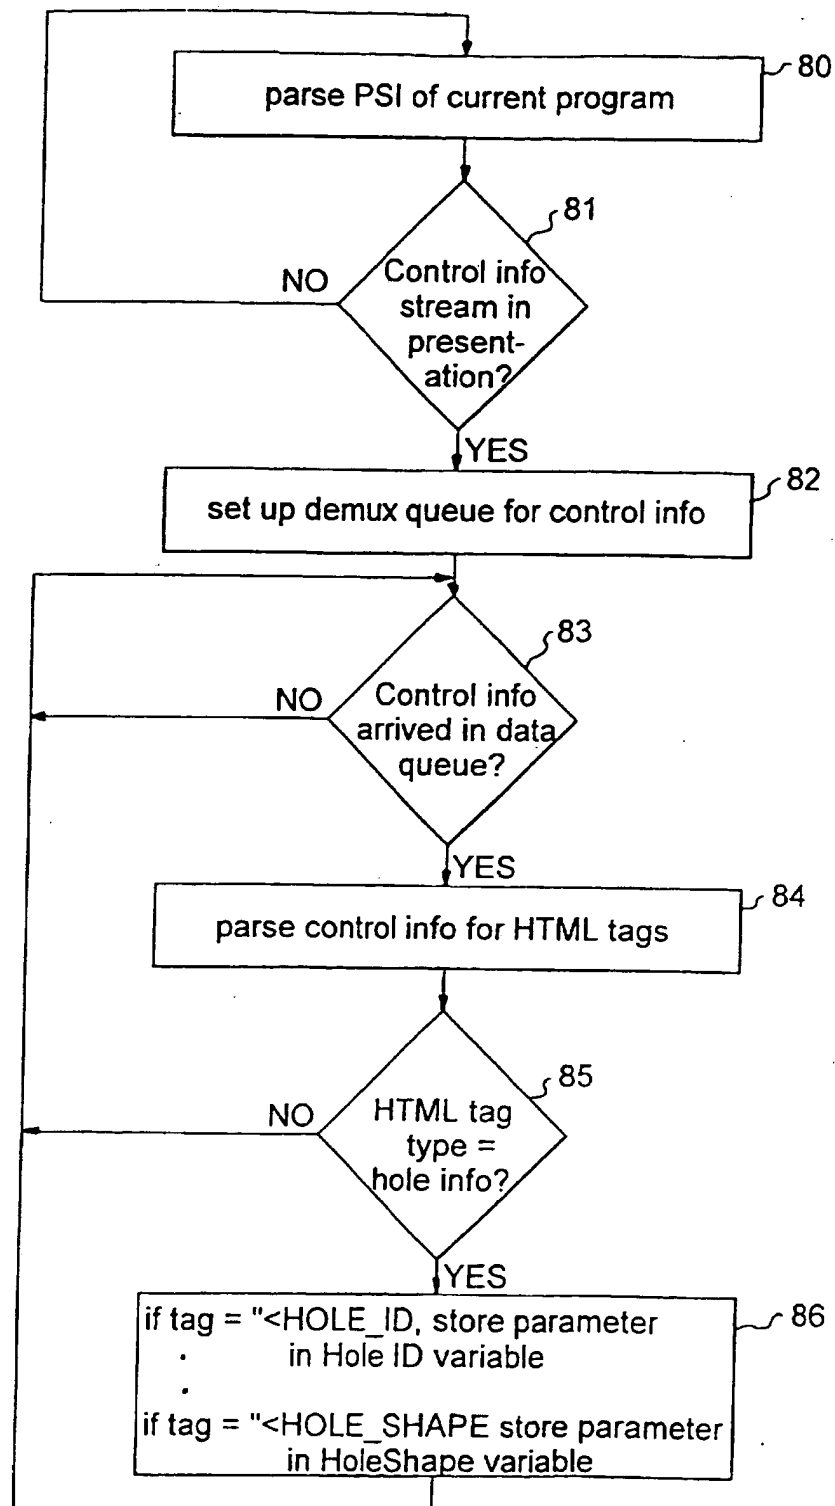 80
parse PSI of current program
81
NO
Control info
stream in
present-
ation?
YES
82
set up demux queue for control info
83
NO
Control info
arrived in data
queue?
YES
84
parse control info for HTML tags
85
NO
HTML tag
type =
hole info?
YES
86
if tag = "<HOLE_ID, store parameter
in Hole ID variable
.
.
if tag = "<HOLE_SHAPE store parameter
in HoleShape variable